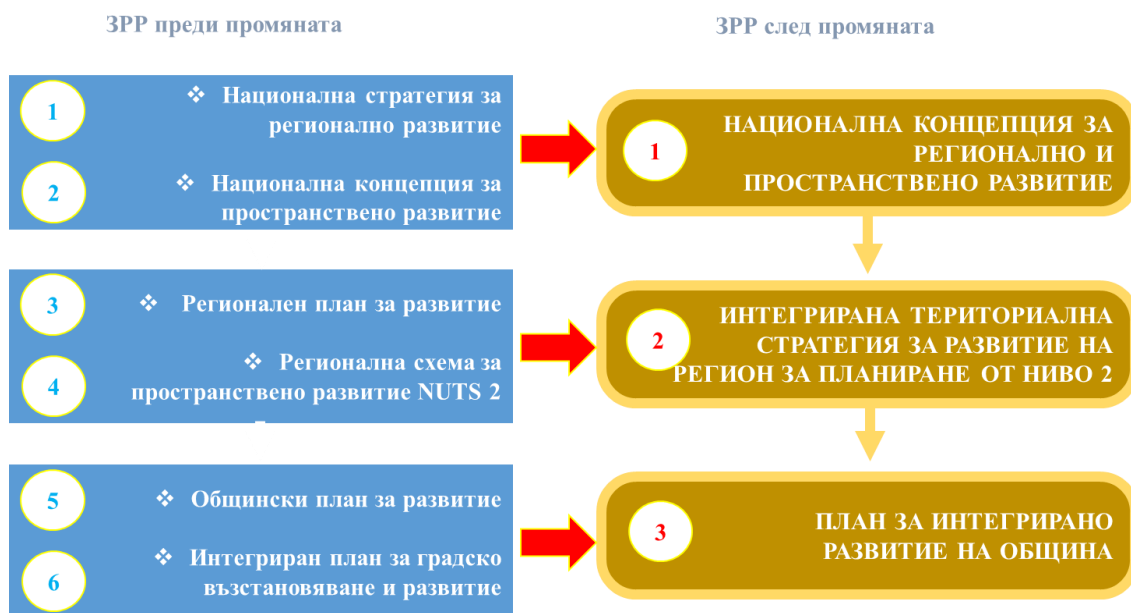 ЗРР преди промяната
1
❖ Национална стратегия за
регионално развитие
2
❖ Национална концепция за
пространствено развитие
3
❖ Регионален план за развитие
4
❖ Регионална схема за
пространствено развитие NUTS 2
5
❖ Общински план за развитие
6
❖ Интегриран план за градско
възстановяване и развитие
ЗРР след промяната
1
НАЦИОНАЛНА КОНЦЕПЦИЯ ЗА
РЕГИОНАЛНО И
ПРОСТРАНСТВЕНО РАЗВИТИЕ
2
ИНТЕГРИРАНА ТЕРИТОРИАЛНА
СТРАТЕГИЯ ЗА РАЗВИТИЕ НА
РЕГИОН ЗА ПЛАНИРАНЕ ОТ НИВО 2
3
ПЛАН ЗА ИНТЕГРИРАНО
РАЗВИТИЕ НА ОБЩИНА